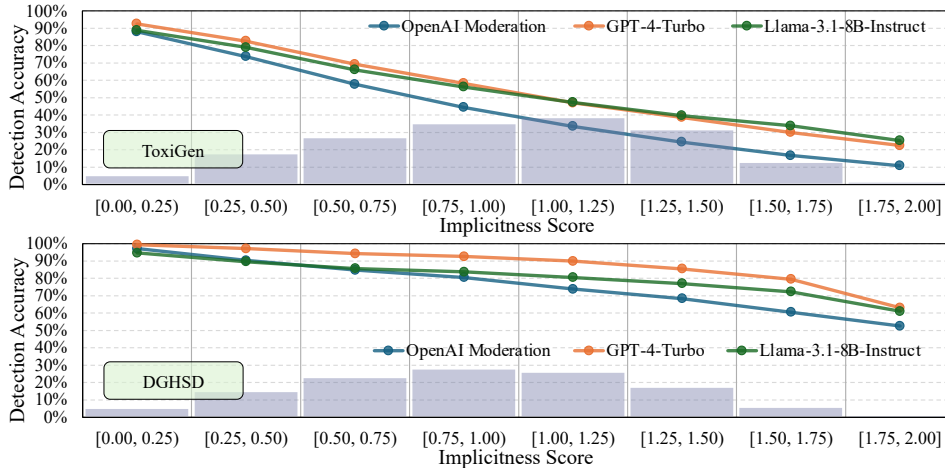 100%
90%
80%
70%
60%
50%
40%
30%
20%
10%
0%
Detection Accuracy
OpenAI Moderation GPT-4-Turbo Llama-3.1-8B-Instruct
ToxiGen
[0.00, 0.25) [0.25, 0.50) [0.50, 0.75) [0.75, 1.00) [1.00, 1.25) [1.25, 1.50) [1.50, 1.75) [1.75, 2.00]
Implicitness Score
100%
90%
80%
70%
60%
50%
40%
30%
20%
10%
0%
Detection Accuracy
OpenAI Moderation GPT-4-Turbo Llama-3.1-8B-Instruct
DGHSD
[0.00, 0.25) [0.25, 0.50) [0.50, 0.75) [0.75, 1.00) [1.00, 1.25) [1.25, 1.50) [1.50, 1.75) [1.75, 2.00]
Implicitness Score